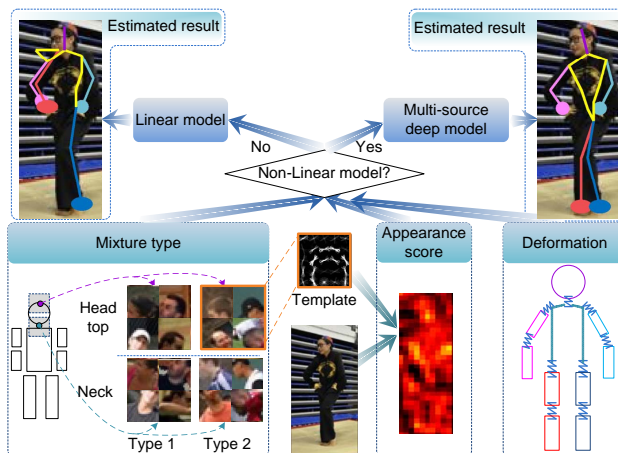 Estimated result
Estimated result
Linear model
Multi-source
deep model
No
Yes
Non-Linear model?
Mixture type
Appearance
score
Deformation
Head
top
Template
Neck
Type 1
Type 2